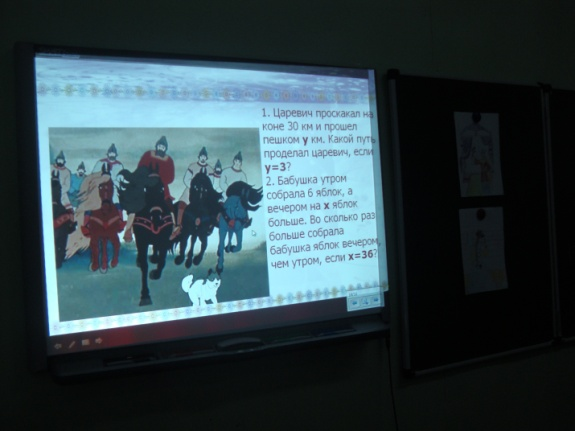 1. Царевич проскакал на
коне 30 км и прошел
пешком у км. Какой путь
проделал царевич, если
у=3?
2. Бабушка утром
собрала 6 яблок, а
вечером на х яблок
больше. Во сколько раз
больше собрала
бабушка яблок вечером,
чем утром, если х=36?